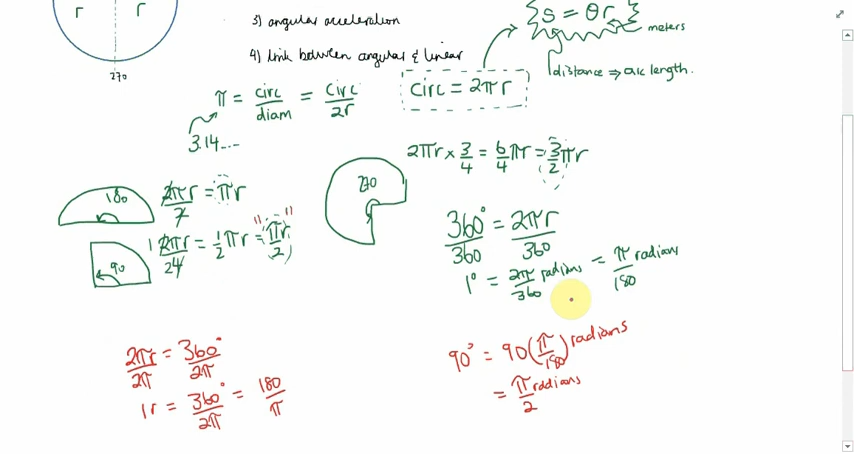 r r
270
3) angular acceleration
4) link between angular & linear
s = θr
meters
distance ⇒ arc length.
circ = 2πr
π = circ/diam = circ/2r
3.14...
2πr × 3/4 = 6/4 πr = 3/2 πr
180
2πr/2 = πr
270
90
1 2πr/24 = 1/2 πr = "πr/2"
360°/360 = 2πr/360
1° = 2π/360 radians = π/180 radians
2πr/2π = 360°/2π
1r = 360°/2π = 180/π
90° = 90(π/180) radians
= π/2 radians